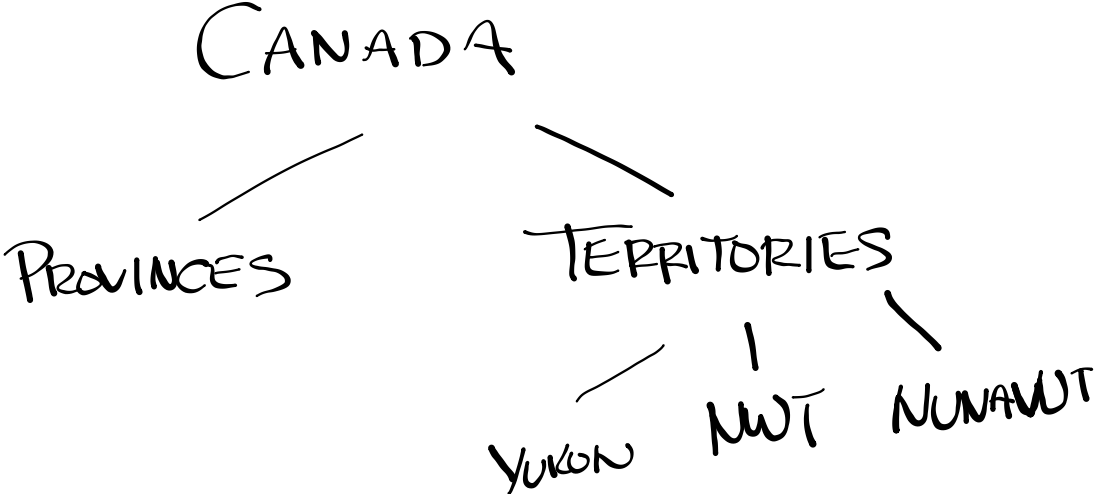 CANADA
PROVINCES
TERRITORIES
YUKON
NWT
NUNAVUT